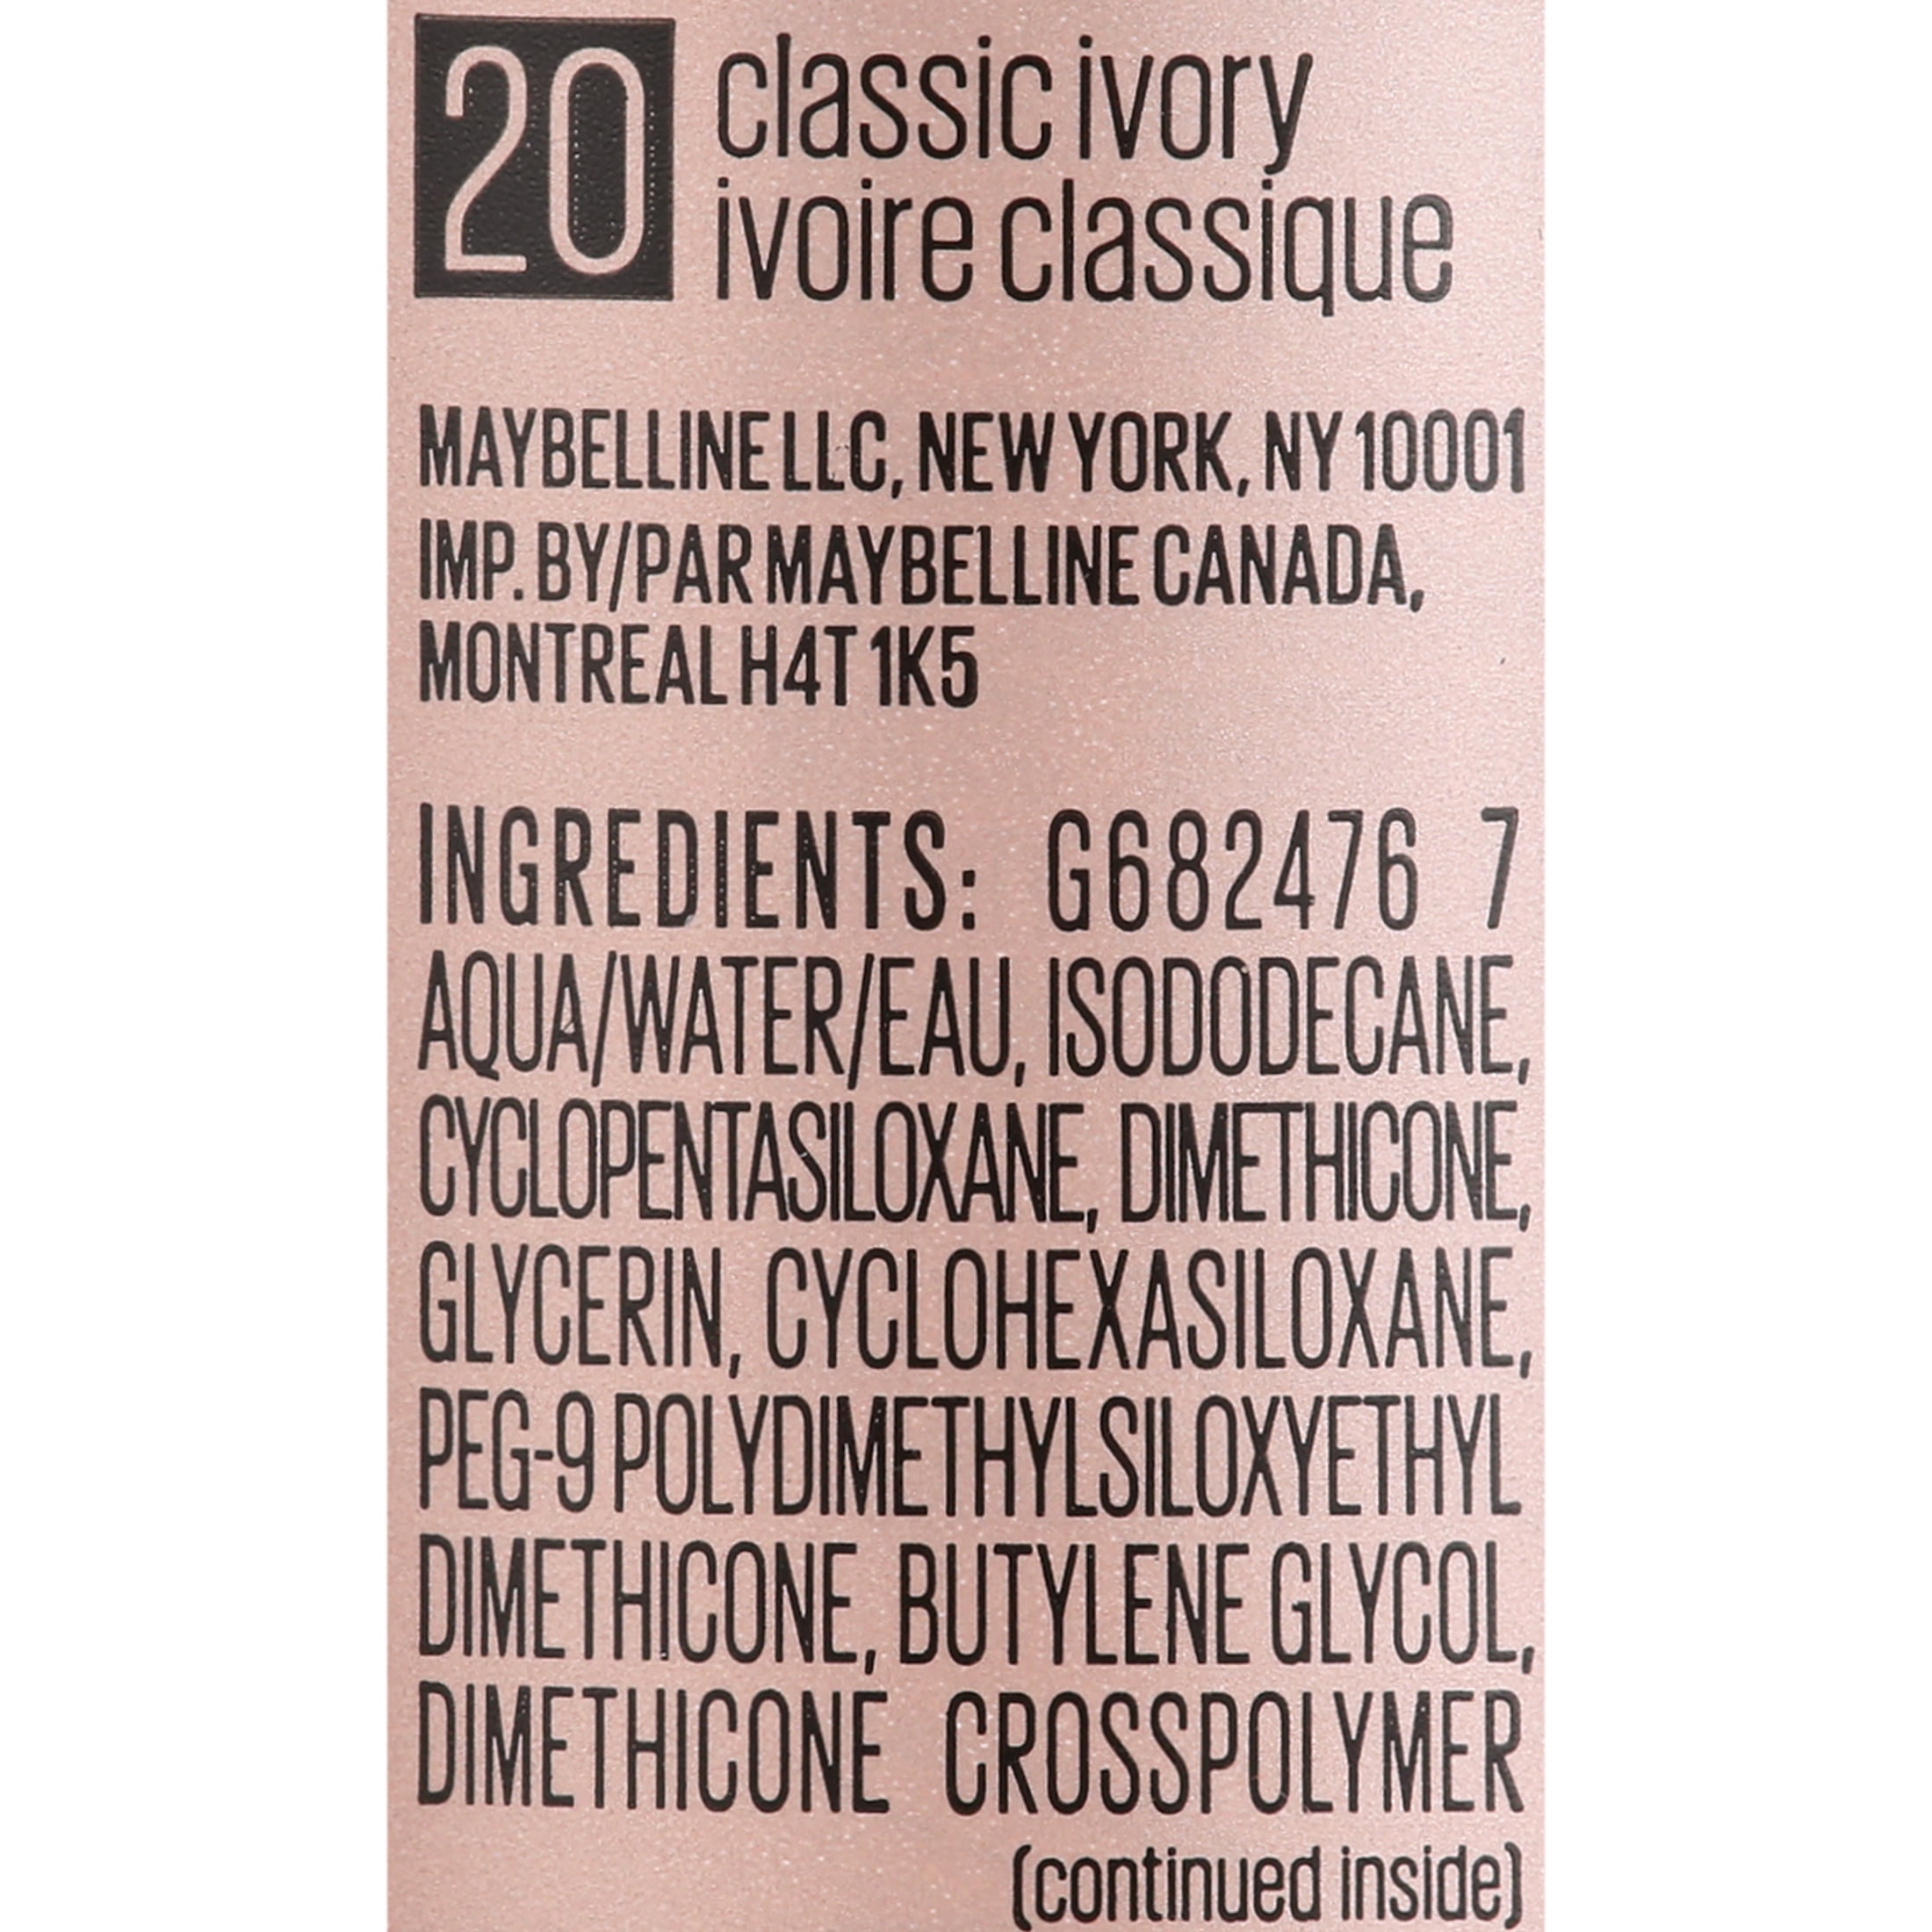 20 classic ivory
ivoire classique
MAYBELLINE LLC, NEW YORK, NY 10001
IMP. BY/PAR MAYBELLINE CANADA,
MONTREAL H4T 1K5
INGREDIENTS: G682476 7
AQUA/WATER/EAU, ISODODECANE,
CYCLOPENTASILOXANE, DIMETHICONE,
GLYCERIN, CYCLOHEXASILOXANE,
PEG-9 POLYDIMETHYLSILOXYETHYL
DIMETHICONE, BUTYLENE GLYCOL,
DIMETHICONE CROSSPOLYMER
(continued inside)